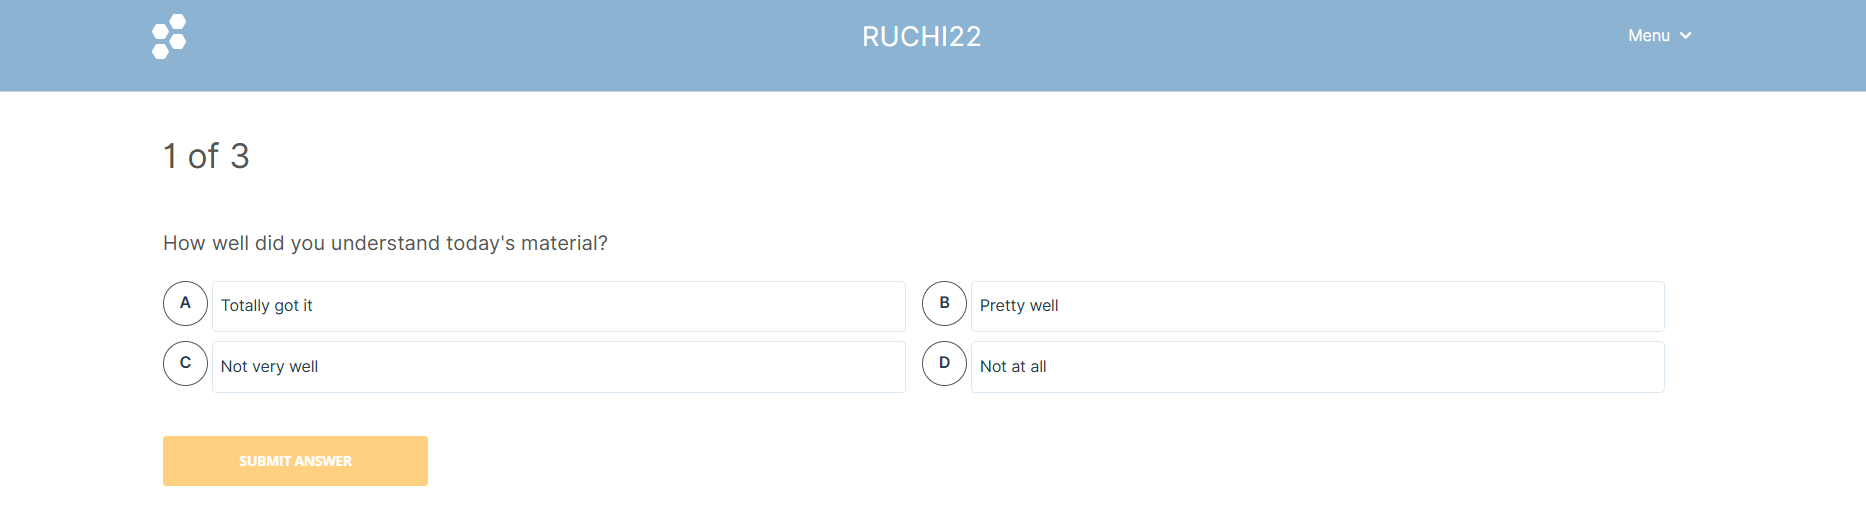 RUCHI22
Menu
1 of 3
How well did you understand today's material?
A Totally got it
B Pretty well
C Not very well
D Not at all
SUBMIT ANSWER